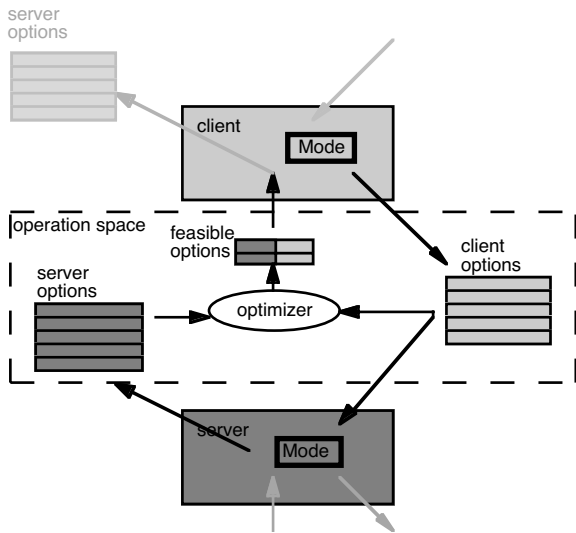 server
options
client
Mode
operation space
feasible
options
client
options
server
options
optimizer
server
Mode